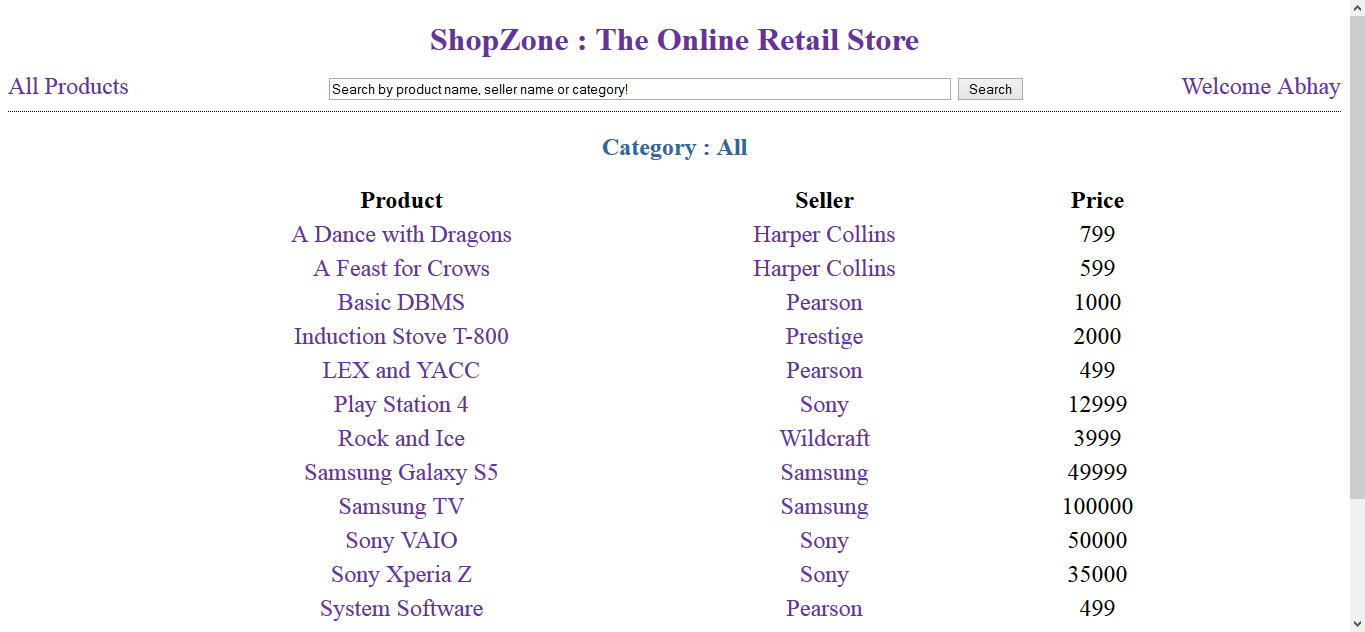 ShopZone : The Online Retail Store
All Products Search by product name, seller name or category! Search Welcome Abhay
Category : All
Product Seller Price
A Dance with Dragons Harper Collins 799
A Feast for Crows Harper Collins 599
Basic DBMS Pearson 1000
Induction Stove T-800 Prestige 2000
LEX and YACC Pearson 499
Play Station 4 Sony 12999
Rock and Ice Wildcraft 3999
Samsung Galaxy S5 Samsung 49999
Samsung TV Samsung 100000
Sony VAIO Sony 50000
Sony Xperia Z Sony 35000
System Software Pearson 499